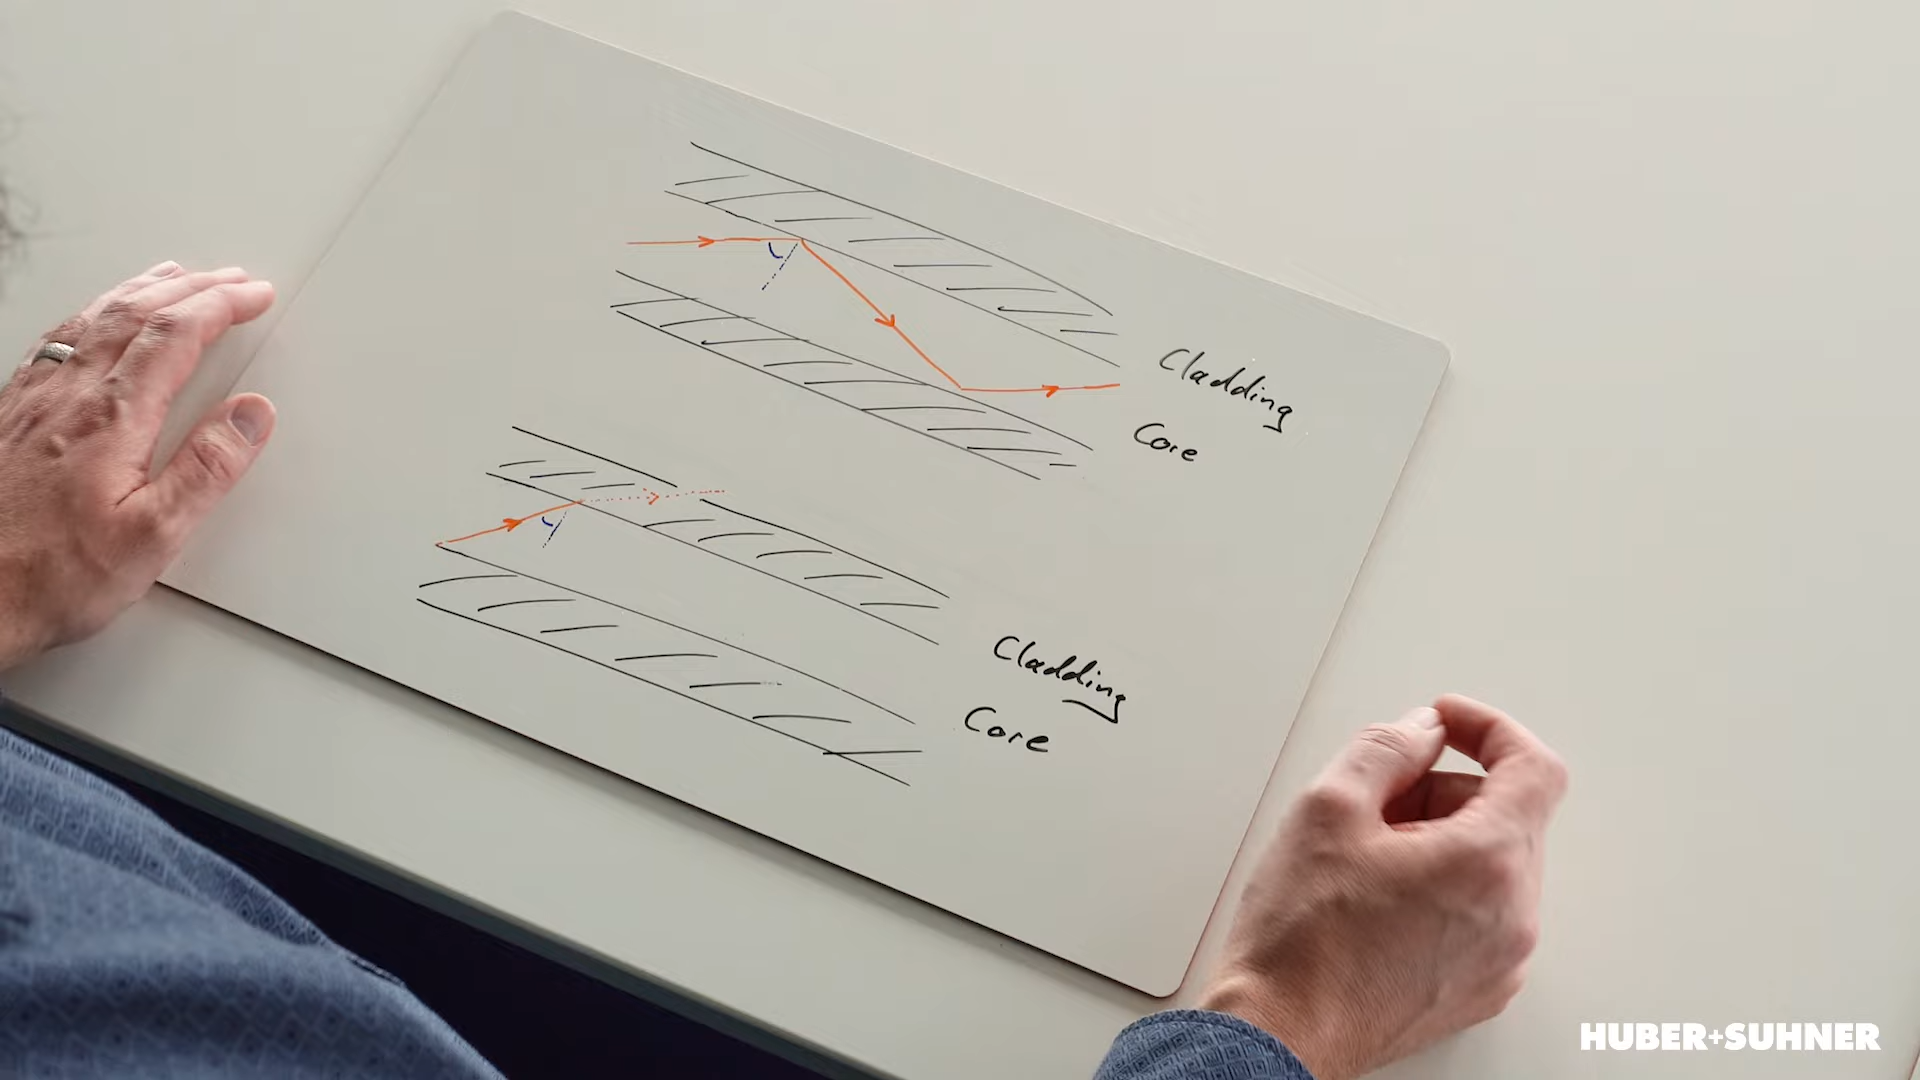 Cladding
Core
Cladding
Core
HUBER+SUHNER